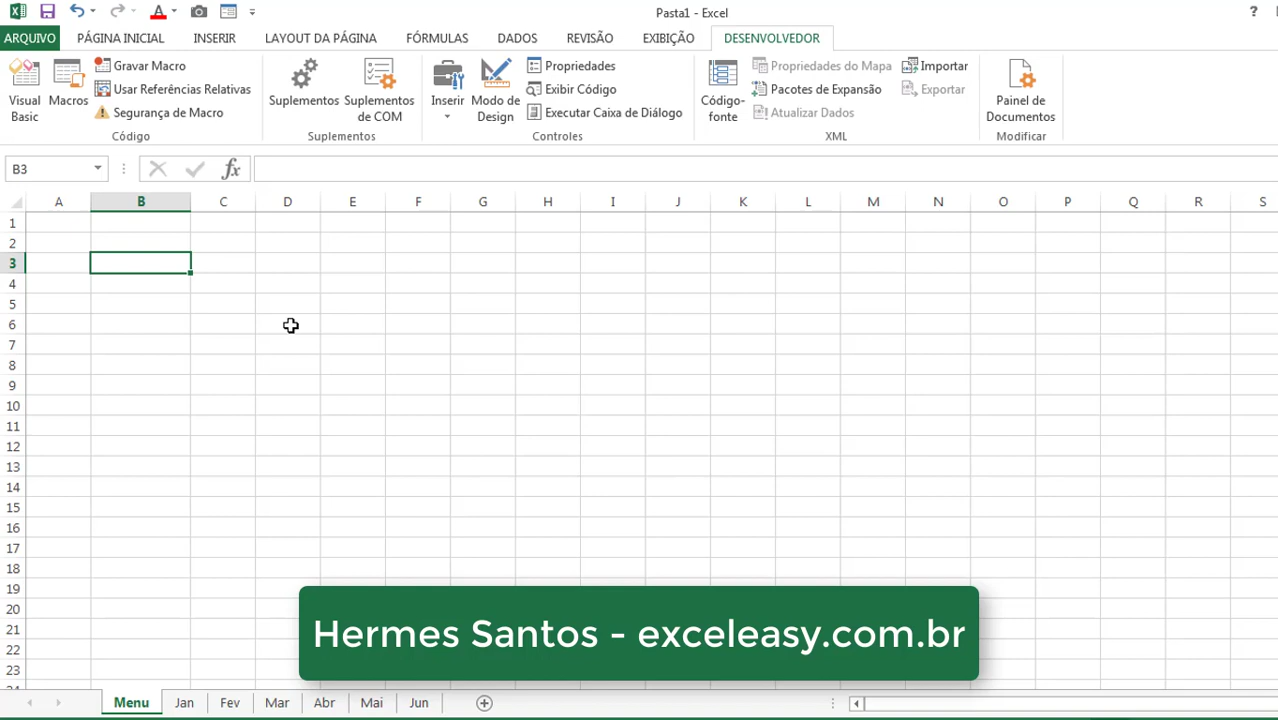 Pasta1 - Excel
?
ARQUIVO PÁGINA INICIAL INSERIR LAYOUT DA PÁGINA FÓRMULAS DADOS REVISÃO EXIBIÇÃO DESENVOLVEDOR
Visual Basic
Macros
Gravar Macro
Usar Referências Relativas
Segurança de Macro
Código
Suplementos
Suplementos de COM
Suplementos
Inserir
Modo de Design
Propriedades
Exibir Código
Executar Caixa de Diálogo
Controles
Código-fonte
Propriedades do Mapa
Pacotes de Expansão
Atualizar Dados
Importar
Exportar
XML
Painel de Documentos
Modificar
B3
fx
A B C D E F G H I J K L M N O P Q R S
1
2
3
4
5
6
7
8
9
10
11
12
13
14
15
16
17
18
19
20
21
22
23
Hermes Santos - exceleasy.com.br
Menu Jan Fev Mar Abr Mai Jun